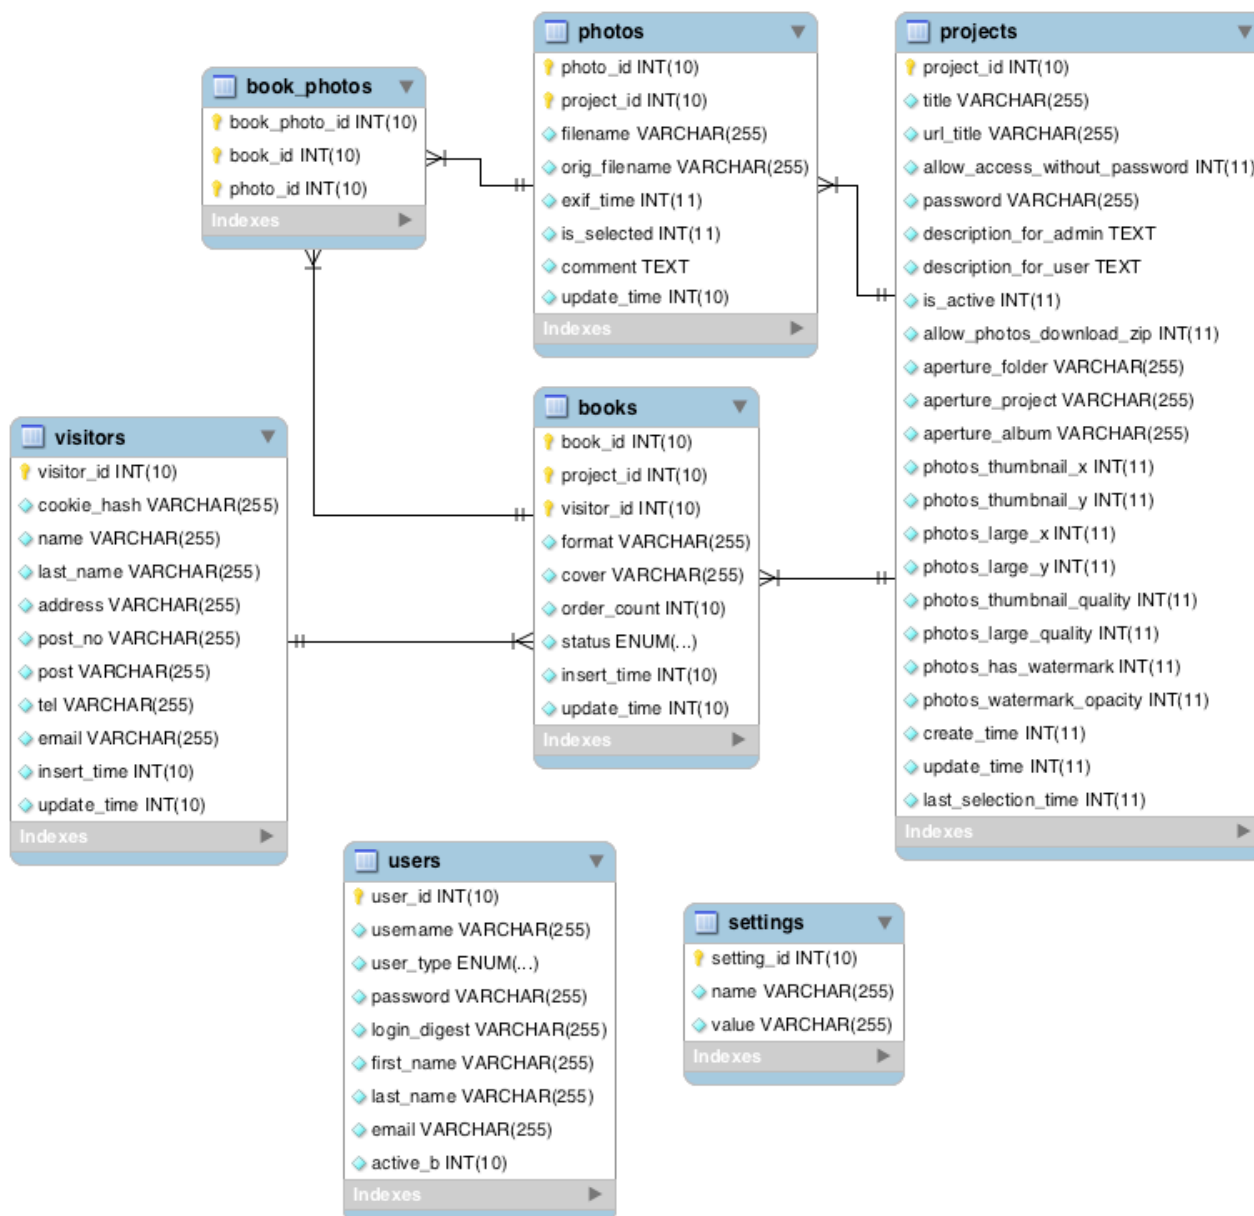 photos
photo_id INT(10)
project_id INT(10)
filename VARCHAR(255)
orig_filename VARCHAR(255)
exif_time INT(11)
is_selected INT(11)
comment TEXT
update_time INT(10)
Indexes
projects
project_id INT(10)
title VARCHAR(255)
url_title VARCHAR(255)
allow_access_without_password INT(11)
password VARCHAR(255)
description_for_admin TEXT
description_for_user TEXT
is_active INT(11)
allow_photos_download_zip INT(11)
aperture_folder VARCHAR(255)
aperture_project VARCHAR(255)
aperture_album VARCHAR(255)
photos_thumbnail_x INT(11)
photos_thumbnail_y INT(11)
photos_large_x INT(11)
photos_large_y INT(11)
photos_thumbnail_quality INT(11)
photos_large_quality INT(11)
photos_has_watermark INT(11)
photos_watermark_opacity INT(11)
create_time INT(11)
update_time INT(11)
last_selection_time INT(11)
Indexes
book_photos
book_photo_id INT(10)
book_id INT(10)
photo_id INT(10)
Indexes
books
book_id INT(10)
project_id INT(10)
visitor_id INT(10)
format VARCHAR(255)
cover VARCHAR(255)
order_count INT(10)
status ENUM(...)
insert_time INT(10)
update_time INT(10)
Indexes
visitors
visitor_id INT(10)
cookie_hash VARCHAR(255)
name VARCHAR(255)
last_name VARCHAR(255)
address VARCHAR(255)
post_no VARCHAR(255)
post VARCHAR(255)
tel VARCHAR(255)
email VARCHAR(255)
insert_time INT(10)
update_time INT(10)
Indexes
users
user_id INT(10)
username VARCHAR(255)
user_type ENUM(...)
password VARCHAR(255)
login_digest VARCHAR(255)
first_name VARCHAR(255)
last_name VARCHAR(255)
email VARCHAR(255)
active_b INT(10)
Indexes
settings
setting_id INT(10)
name VARCHAR(255)
value VARCHAR(255)
Indexes